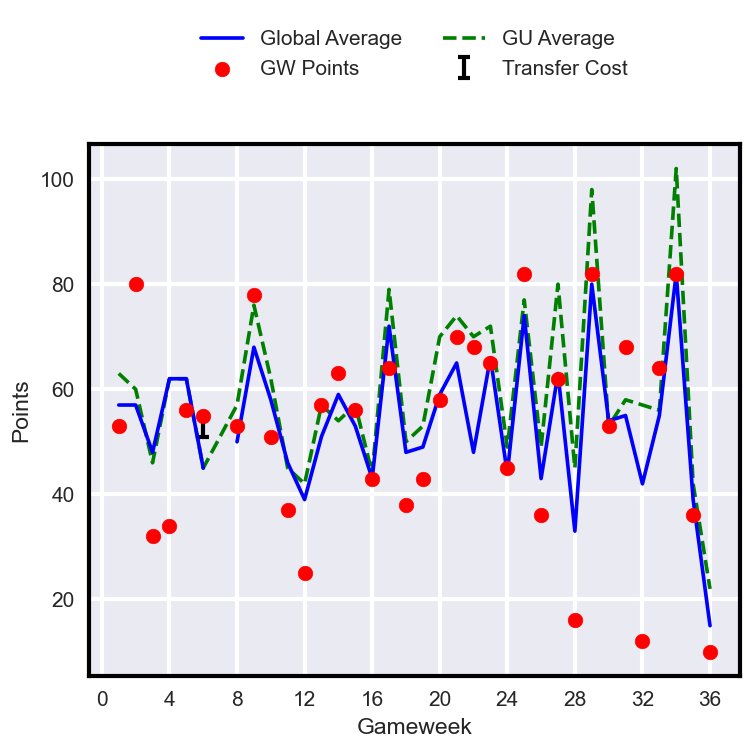 Global Average GU Average
GW Points Transfer Cost
100
80
60
40
20
Points
0 4 8 12 16 20 24 28 32 36
Gameweek